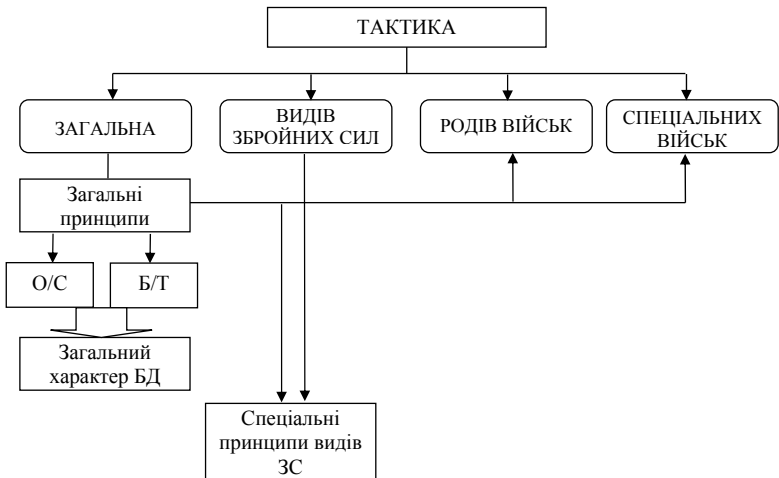 ТАКТИКА
ЗАГАЛЬНА
ВИДІВ
ЗБРОЙНИХ СИЛ
РОДІВ ВІЙСЬК
СПЕЦІАЛЬНИХ
ВІЙСЬК
Загальні
принципи
О/С
Б/Т
Загальний
характер БД
Спеціальні
принципи видів
ЗС